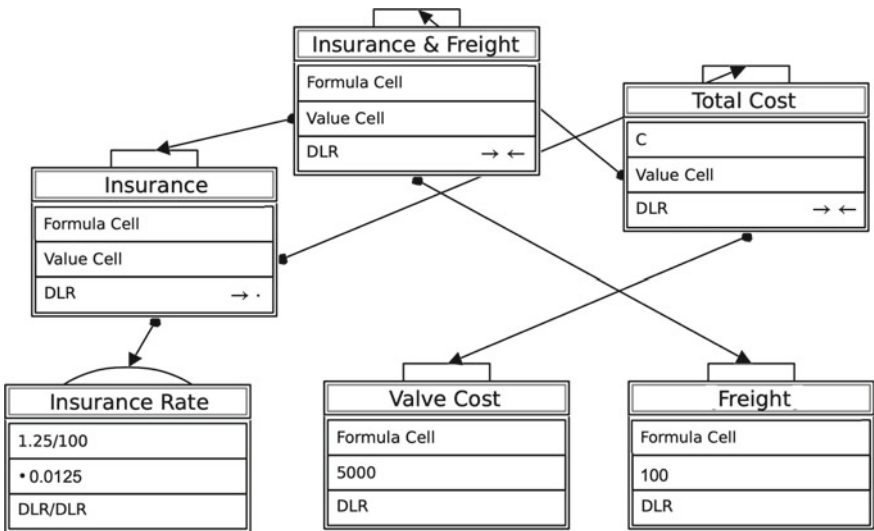 Insurance & Freight
Formula Cell
Value Cell
DLR → ←
Total Cost
C
Value Cell
DLR → ←
Insurance
Formula Cell
Value Cell
DLR → ·
Insurance Rate
1.25/100
•0.0125
DLR/DLR
Valve Cost
Formula Cell
5000
DLR
Freight
Formula Cell
100
DLR